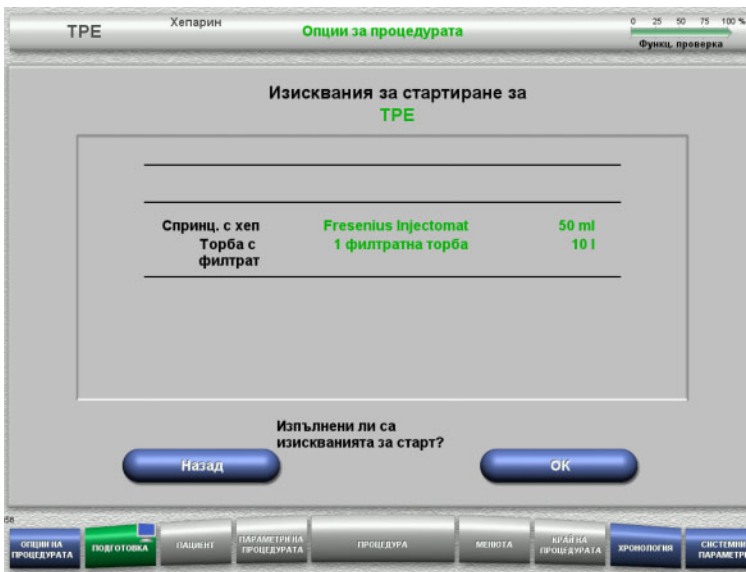 TPE
Хепарин
Опции за процедурата
0 25 50 75 100 %
Функц. проверка
Изисквания за стартиране за
TPE
Спринц. с хеп Fresenius Injectomat 50 ml
Торба с 1 филтратна торба 10 l
филтрат
Изпълнени ли са
изискванията за старт?
Назад
OK
ОПЦИИ НА
ПРОЦЕДУРАТА
ПОДГОТОВКА
ПАЦИЕНТ
ПАРАМЕТРИ НА
ПРОЦЕДУРАТА
ПРОЦЕДУРА
МЕНЮТА
КРАЙ НА
ПРОЦЕДУРАТА
ХРОНОЛОГИЯ
СИСТЕМНИ
ПАРАМЕТРИ